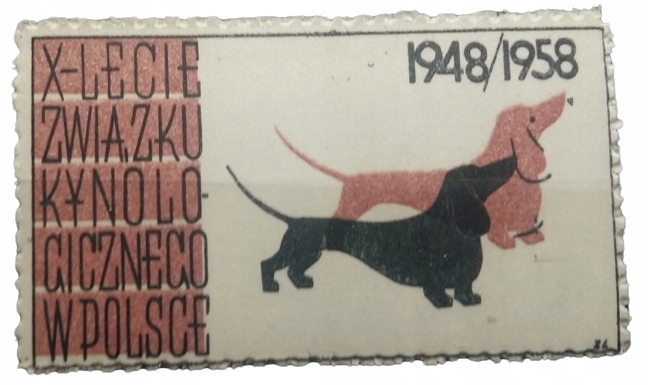 X-LECIE
ZWIĄZKU
KYNOLO-
GICZNEGO
W POLSCE
1948/1958